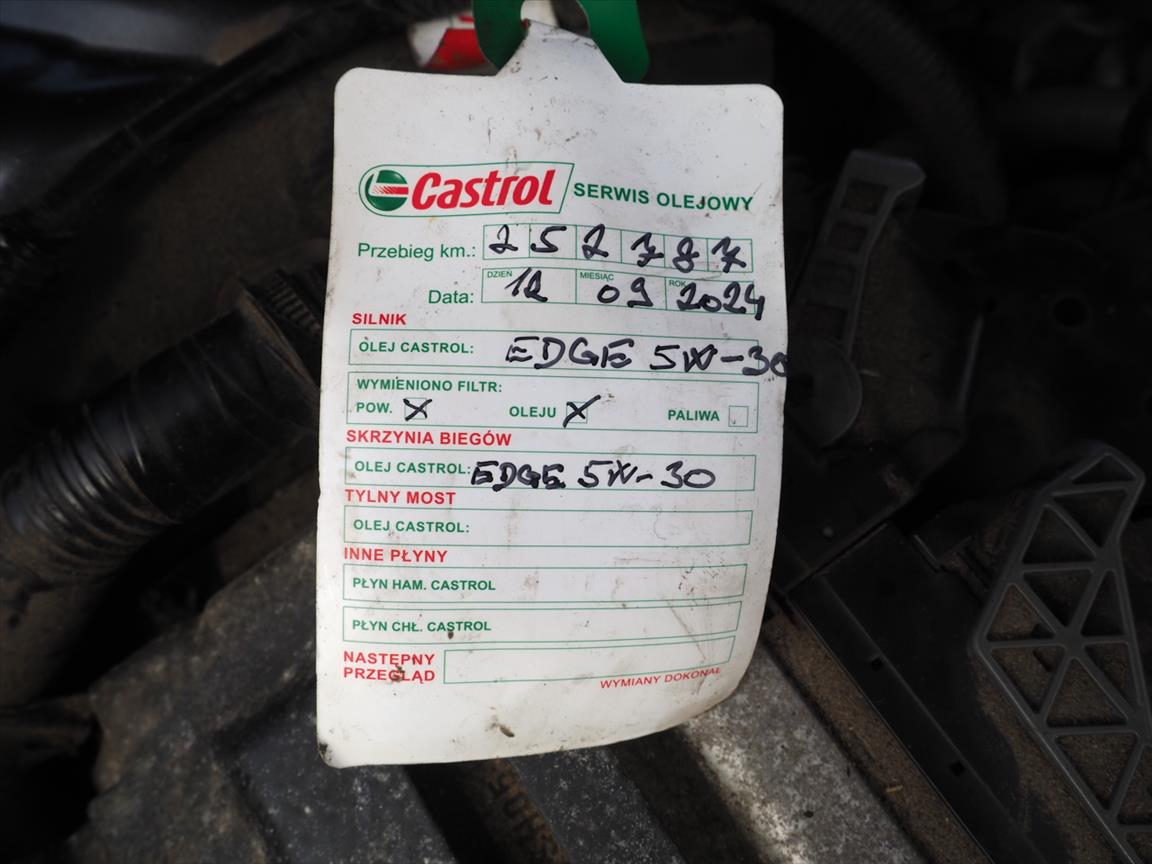 Castrol SERWIS OLEJOWY
Przebieg km.: 252787
DZIEŃ MIESIĄC ROK
Data: 12 09 2024
SILNIK
OLEJ CASTROL: EDGE 5W-30
WYMIENIONO FILTR:
POW. X OLEJU X PALIWA
SKRZYNIA BIEGÓW
OLEJ CASTROL: EDGE 5W-30
TYLNY MOST
OLEJ CASTROL:
INNE PŁYNY
PŁYN HAM. CASTROL
PŁYN CHŁ. CASTROL
NASTĘPNY
PRZEGLĄD
WYMIANY DOKONAŁ